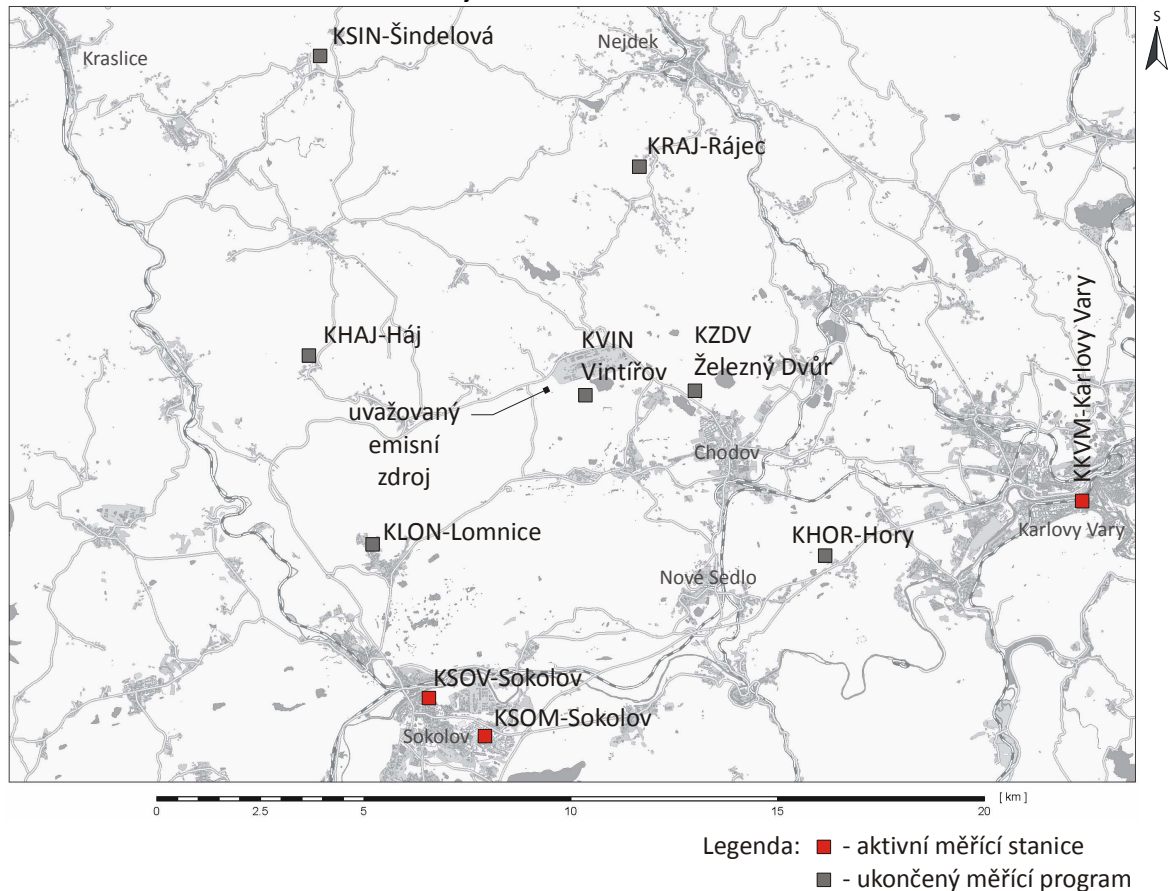 S
KSIN-Šindelová
Nejdek
Kraslice
KRAJ-Rájec
KHAJ-Háj
KVIN
Vintířov
KZDV
Železný Dvůr
KKVM-Karlovy Vary
uvažovaný
emisní
zdroj
Chodov
KLON-Lomnice
KHOR-Hory
Karlovy Vary
Nové Sedlo
KSOV-Sokolov
KSOM-Sokolov
Sokolov
0 2.5 5 10 15 20 [ km ]
Legenda: - aktivní měřící stanice
- ukončený měřící program